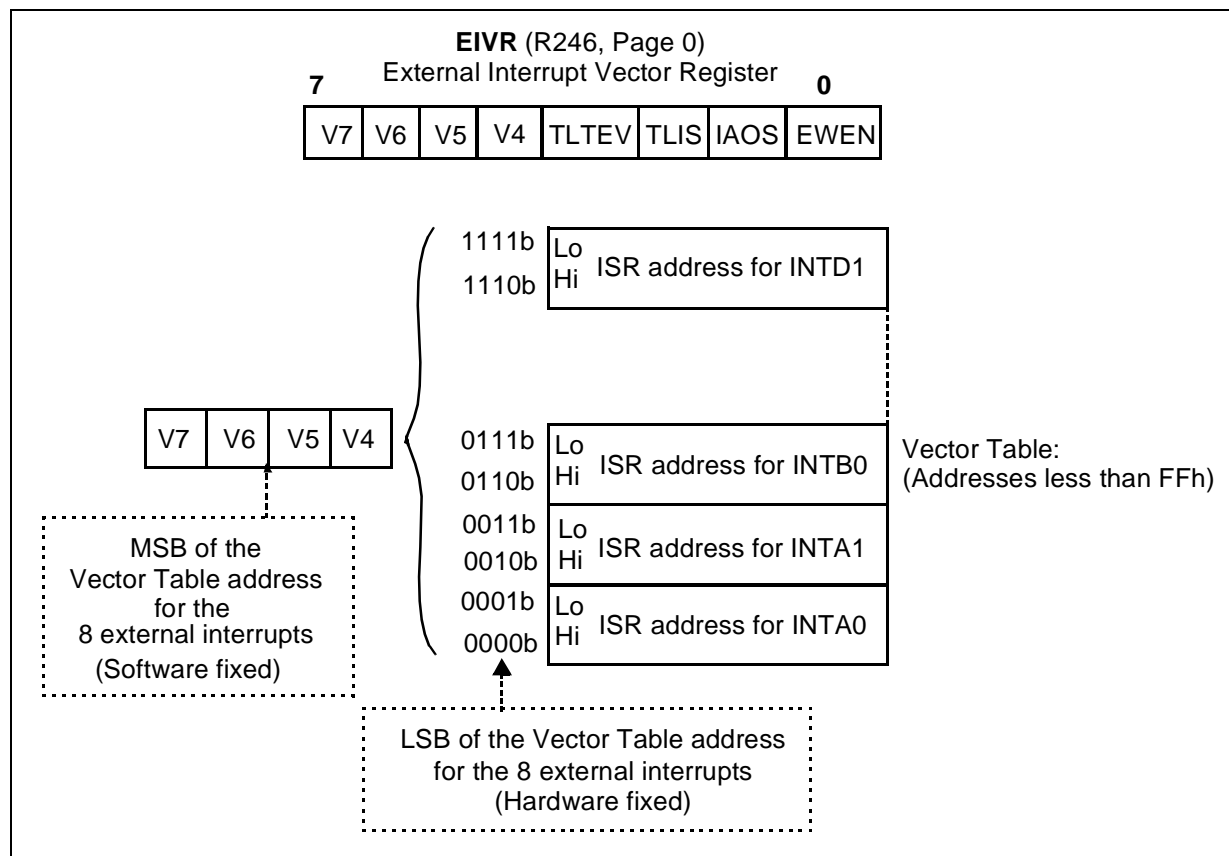 EIVR (R246, Page 0)
External Interrupt Vector Register
7 0
V7 V6 V5 V4 TLTEV TLIS IAOS EWEN
1111b Lo
1110b Hi
ISR address for INTD1
V7 V6 V5 V4
0111b Lo
0110b Hi
ISR address for INTB0
0011b Lo
0010b Hi
ISR address for INTA1
0001b Lo
0000b Hi
ISR address for INTA0
Vector Table:
(Addresses less than FFh)
MSB of the
Vector Table address
for the
8 external interrupts
(Software fixed)
LSB of the Vector Table address
for the 8 external interrupts
(Hardware fixed)